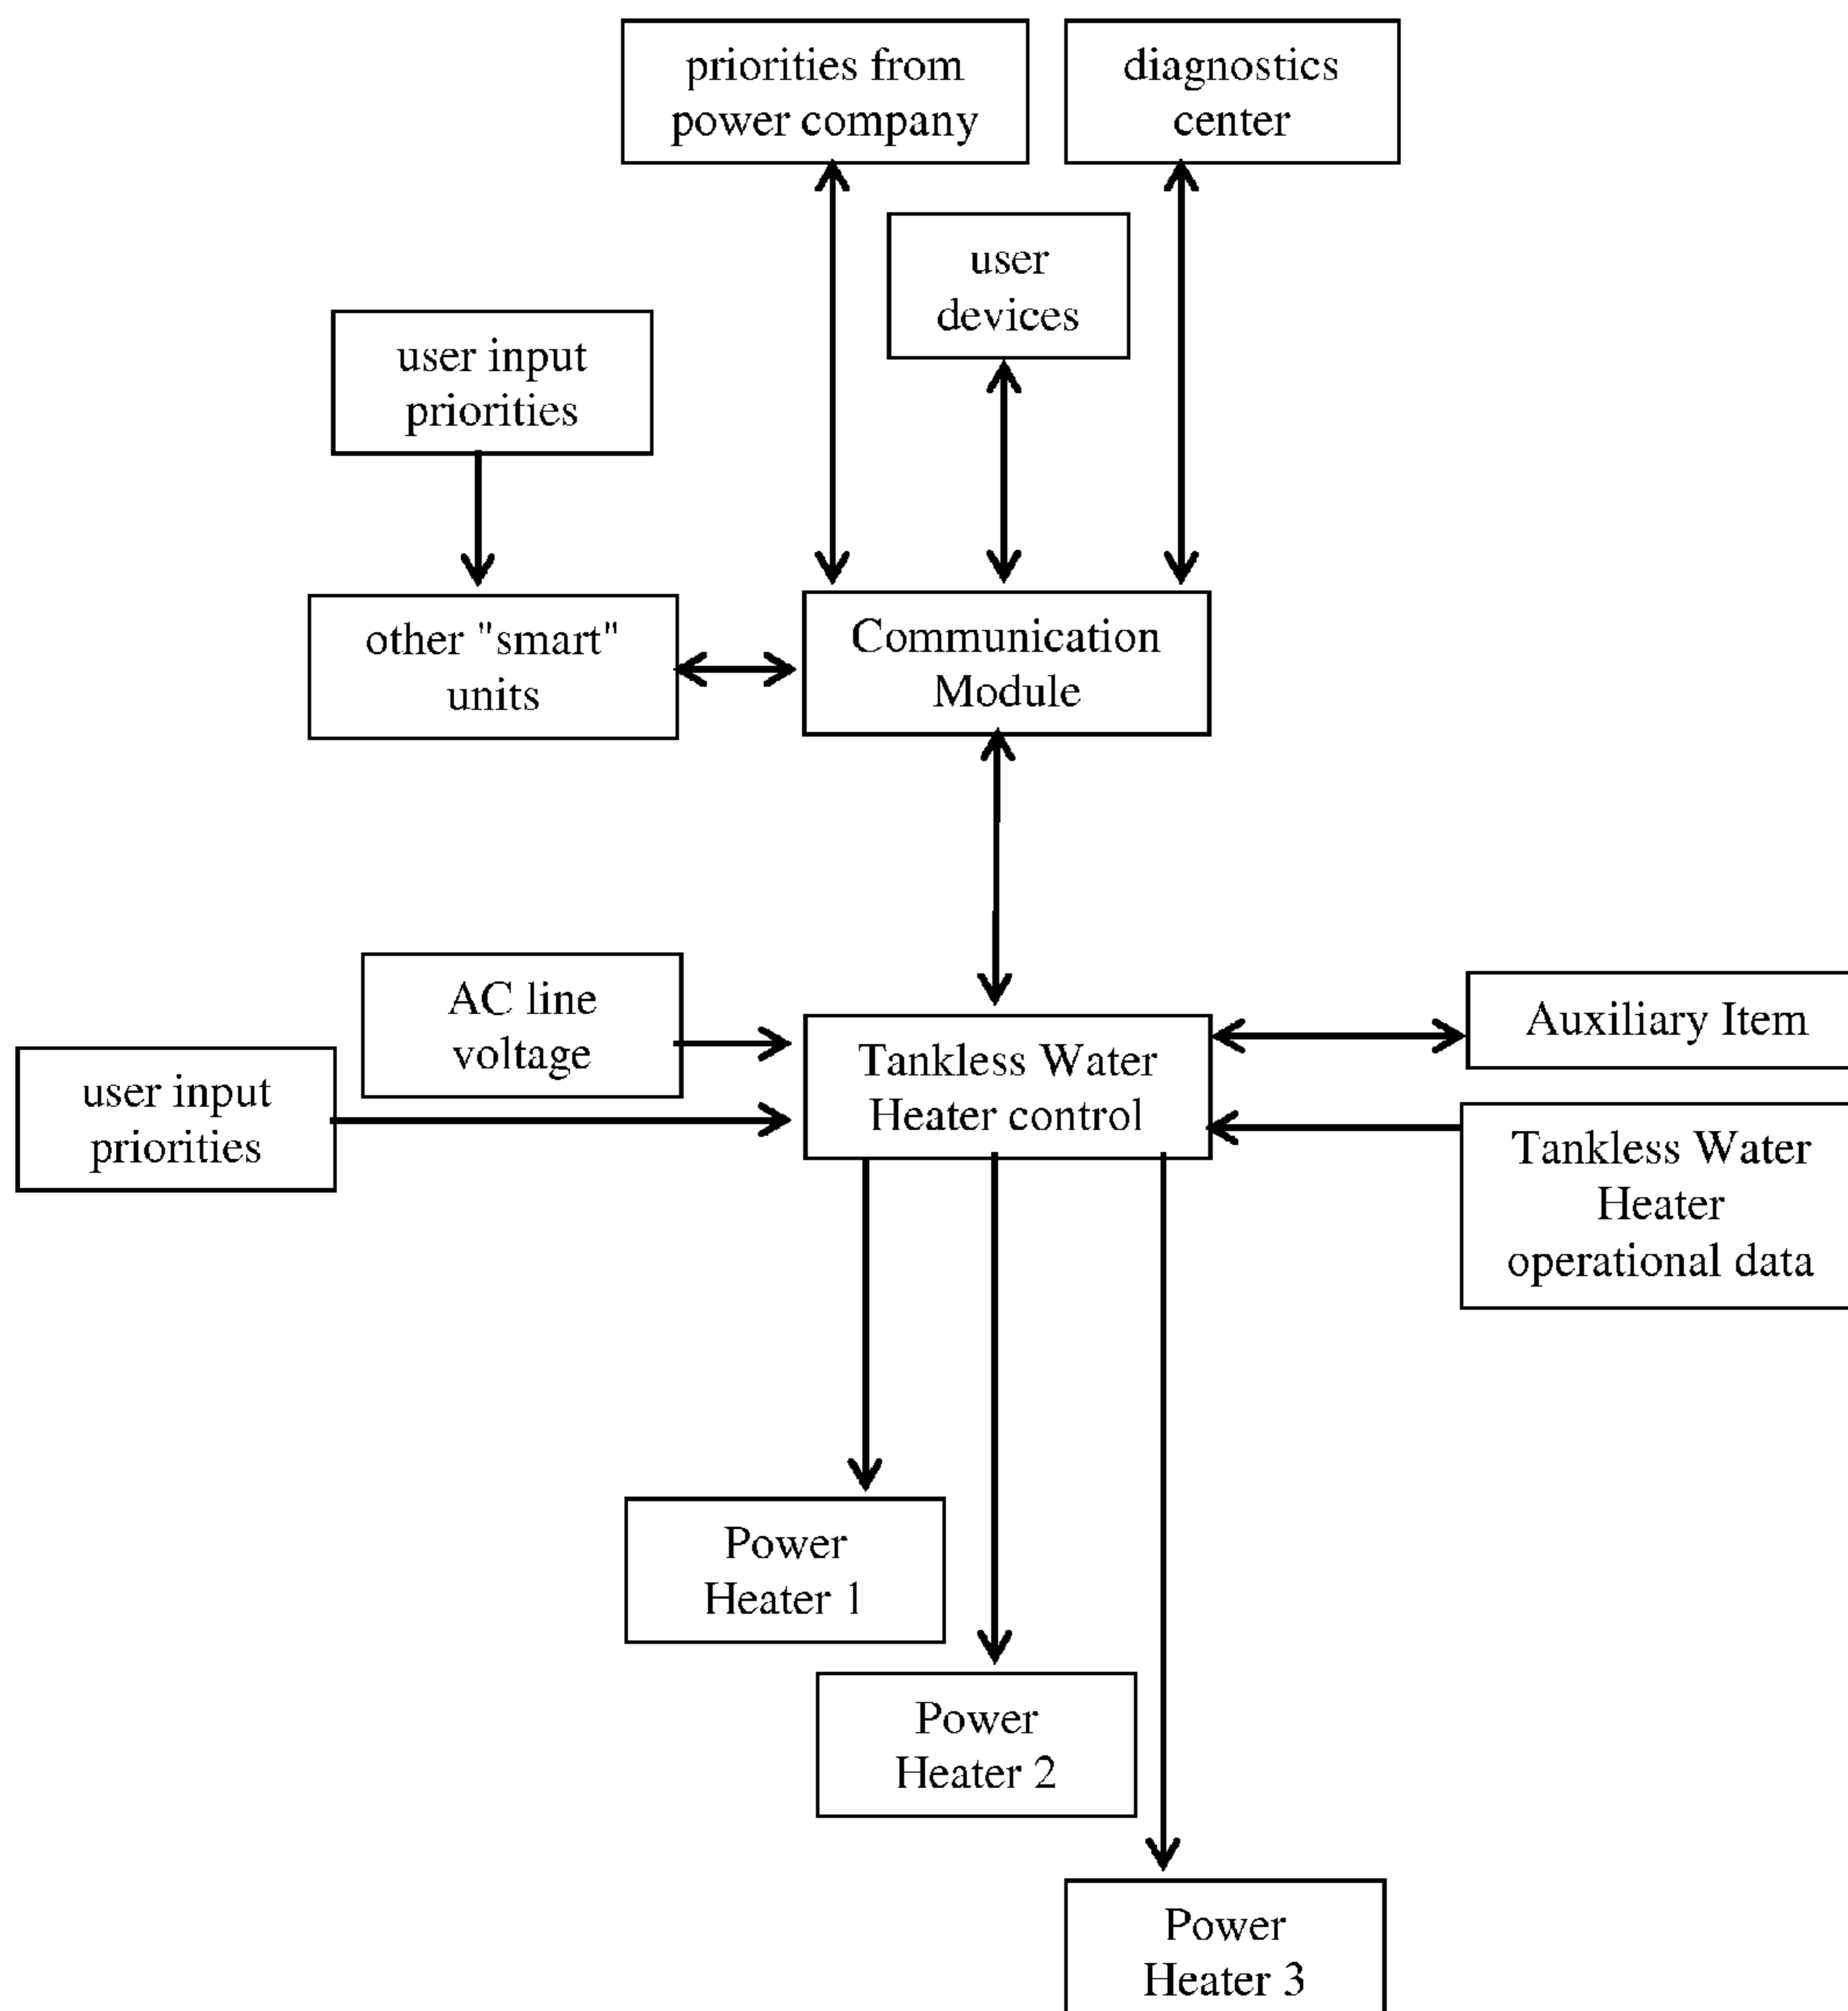 priorities from
power company
diagnostics
center
user
devices
user input
priorities
other "smart"
units
Communication
Module
AC line
voltage
user input
priorities
Tankless Water
Heater control
Auxiliary Item
Tankless Water
Heater
operational data
Power
Heater 1
Power
Heater 2
Power
Heater 3